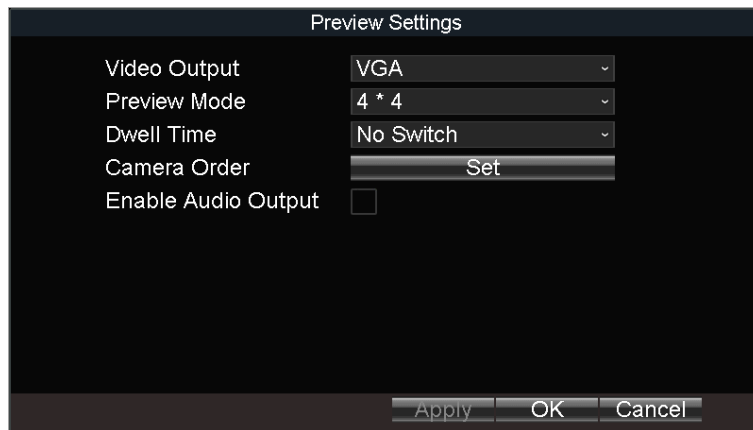 Preview Settings
Video Output VGA
Preview Mode 4 * 4
Dwell Time No Switch
Camera Order Set
Enable Audio Output
Apply OK Cancel